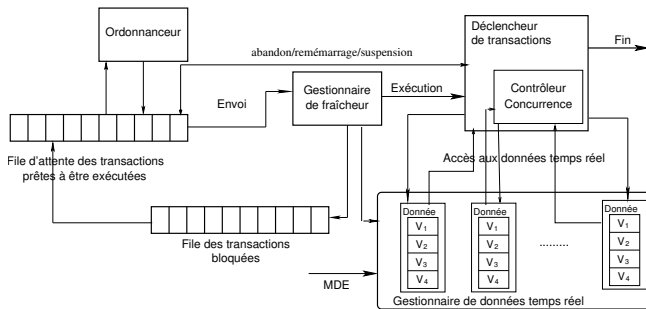 Ordonnanceur
abandon/remémarrage/suspension
Déclencheur
de transactions
Fin
Contrôleur
Concurrence
Envoi
Gestionnaire
de fraîcheur
Exécution
File d'attente des transactions
prêtes à être exécutées
Accès aux données temps réel
File des transactions
bloquées
Donnée
V1
V2
V3
V4
Donnée
V1
V2
V3
V4
.........
Donnée
V1
V2
V3
V4
MDE
Gestionnaire de données temps réel